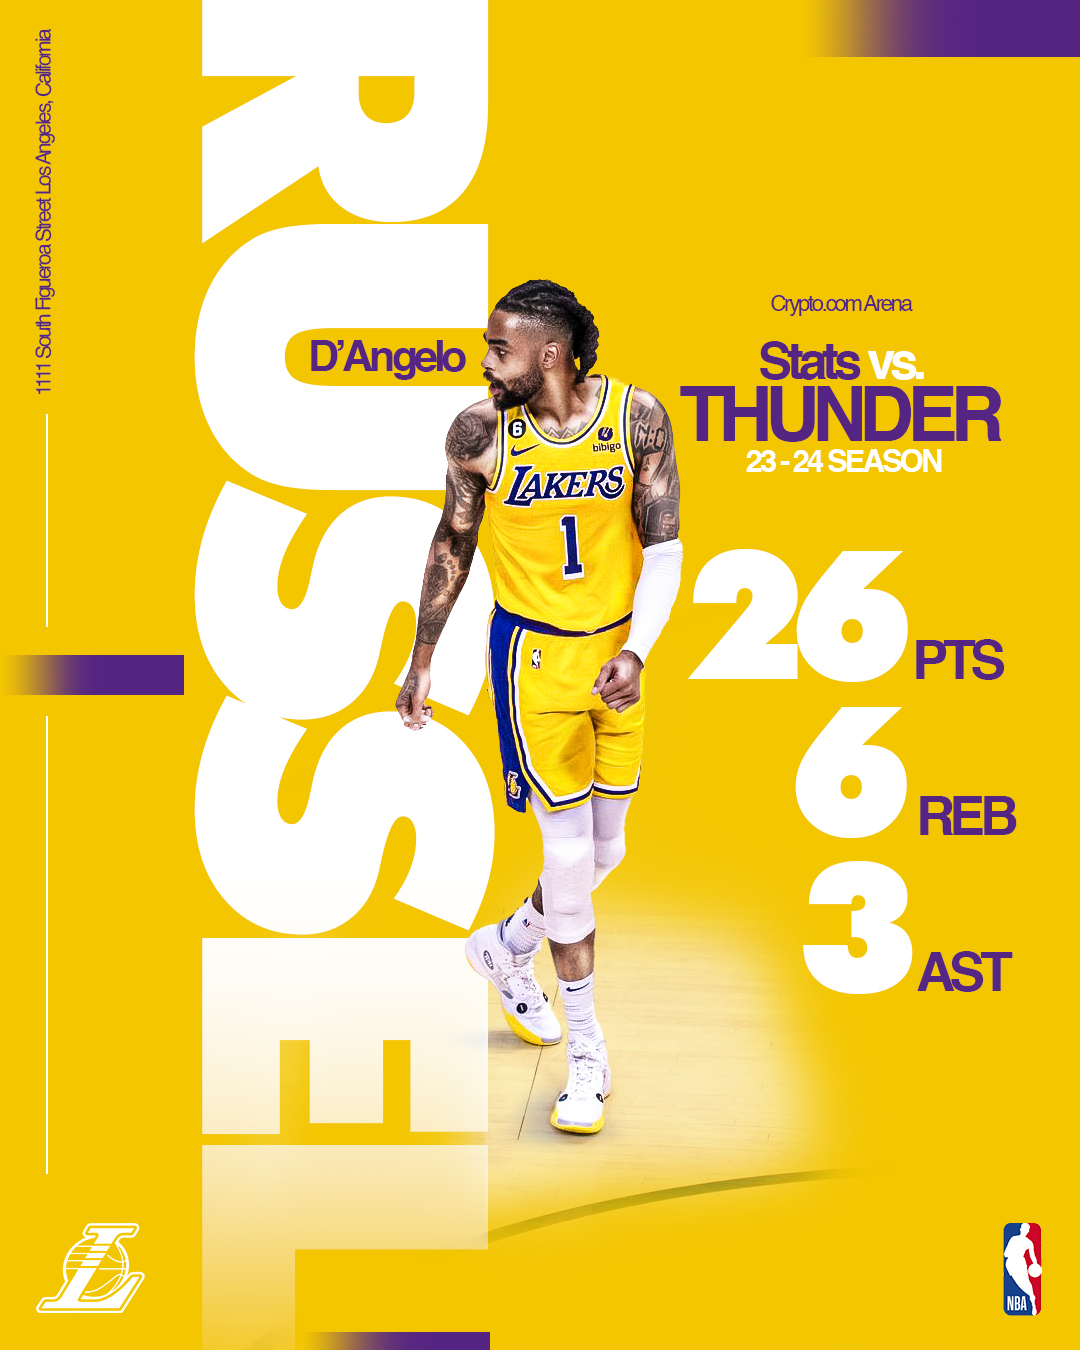 1111 South Figueroa Street Los Angeles, California
RUSSEL
D'Angelo
Crypto.com Arena
Stats vs.
THUNDER
23 - 24 SEASON
6
bibigo
LAKERS
1
26 PTS
6 REB
3 AST
L
NBA